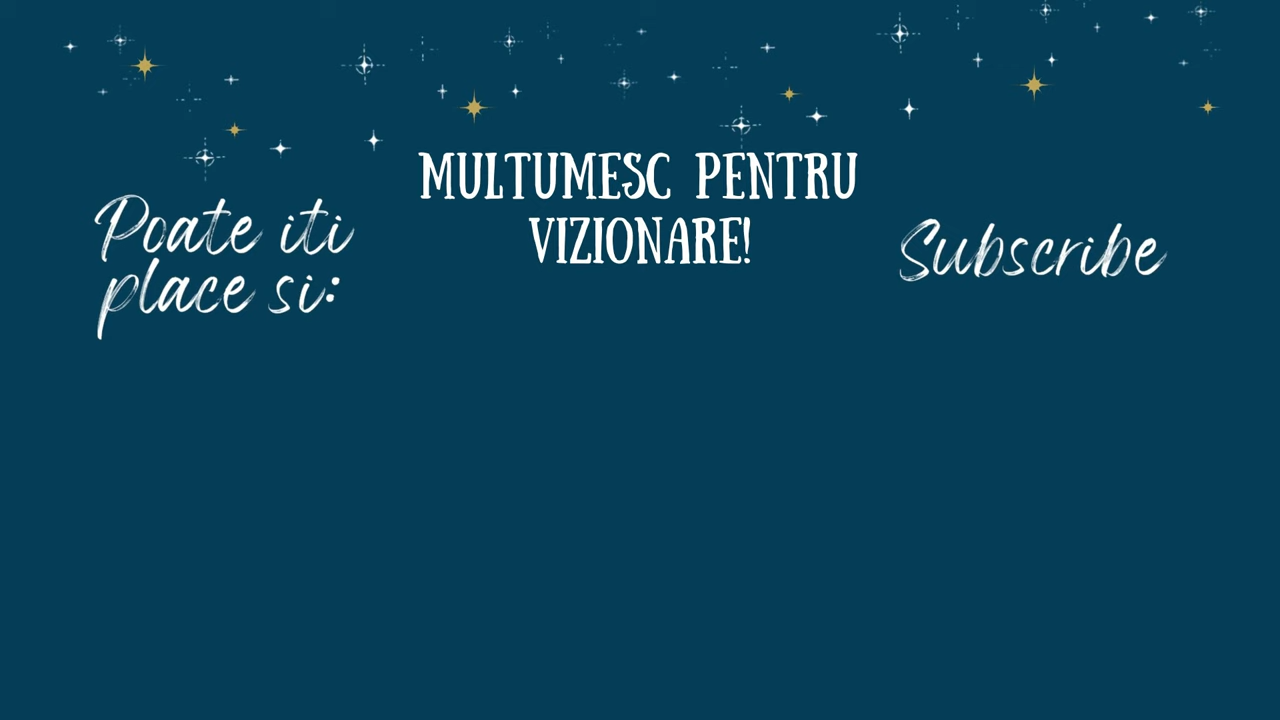 MULTUMESC PENTRU
VIZIONARE!
Poate iti
place si:
Subscribe